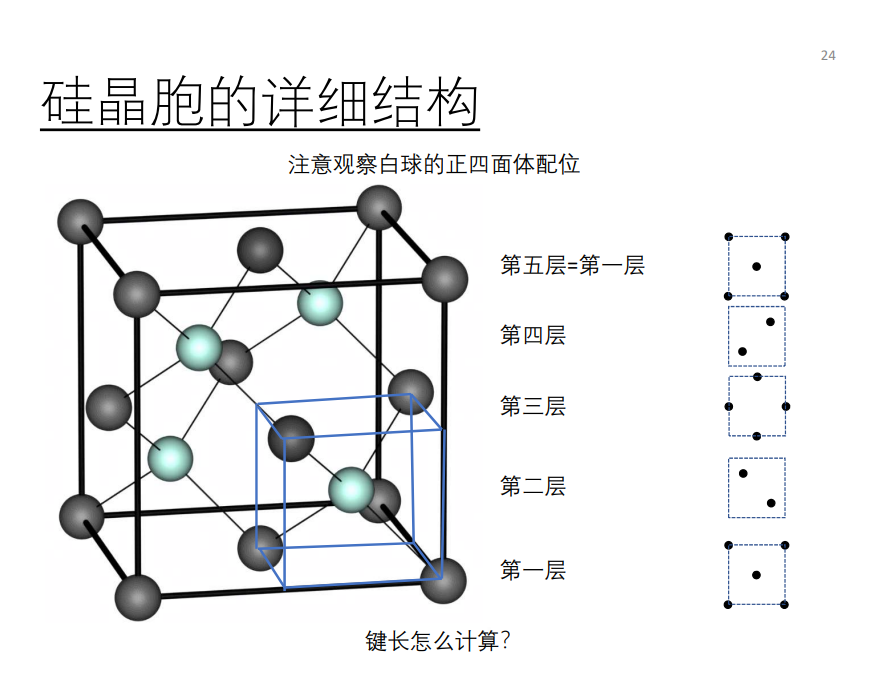 24
硅晶胞的详细结构
注意观察白球的正四面体配位
第五层=第一层
第四层
第三层
第二层
第一层
键长怎么计算?